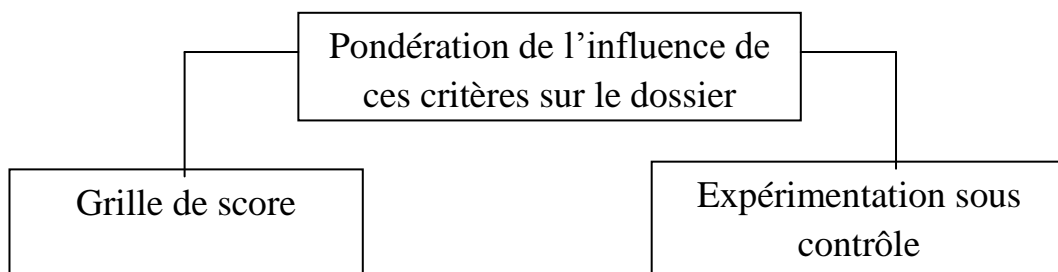 Pondération de l’influence de
ces critères sur le dossier
Grille de score
Expérimentation sous
contrôle